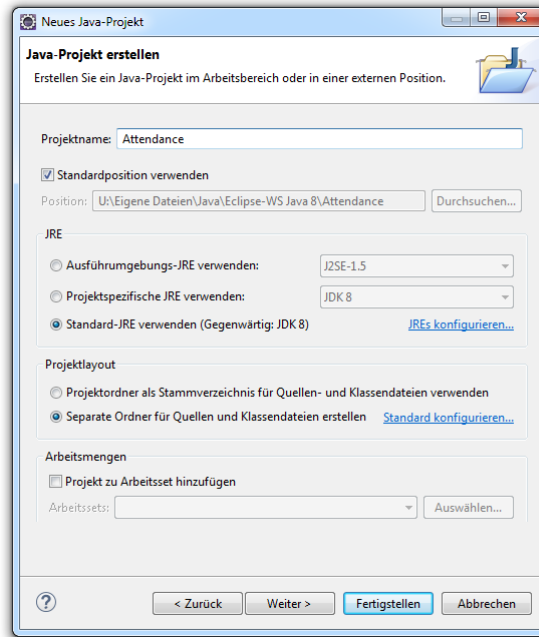 Neues Java-Projekt
Java-Projekt erstellen
Erstellen Sie ein Java-Projekt im Arbeitsbereich oder in einer externen Position.
Projektname: Attendance
Standardposition verwenden
Position: U:\Eigene Dateien\Java\Eclipse-WS Java 8\Attendance Durchsuchen...
JRE
Ausführumgebungs-JRE verwenden: J2SE-1.5
Projektspezifische JRE verwenden: JDK 8
Standard-JRE verwenden (Gegenwärtig: JDK 8) JREs konfigurieren...
Projektlayout
Projektordner als Stammverzeichnis für Quellen- und Klassendateien verwenden
Separate Ordner für Quellen und Klassendateien erstellen Standard konfigurieren...
Arbeitsmengen
Projekt zu Arbeitsset hinzufügen
Arbeitssets: Auswählen...
? < Zurück Weiter > Fertigstellen Abbrechen